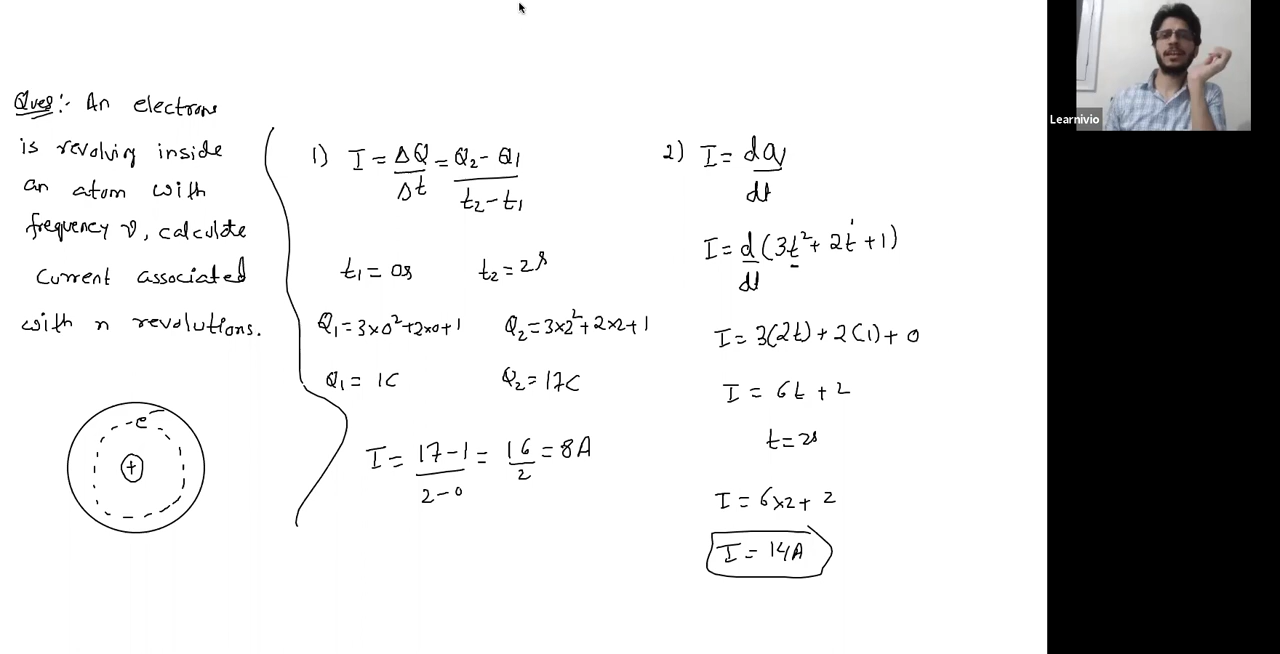 Ques:- An electron
is revolving inside
an atom with
frequency ν, calculate
current associated
with n revolutions.
e⁻
+
1) I = ΔQ/Δt = Q₂ - Q₁/t₂ - t₁
t₁ = 0s t₂ = 2s
Q₁ = 3×0² + 2×0 + 1 Q₂ = 3×2² + 2×2 + 1
Q₁ = 1C Q₂ = 17C
I = 17-1/2-0 = 16/2 = 8A
2) I = dq/dt
I = d/dt (3t² + 2t¹ + 1)
I = 3(2t) + 2(1) + 0
I = 6t + 2
t = 2s
I = 6×2 + 2
I = 14A
Learnivio